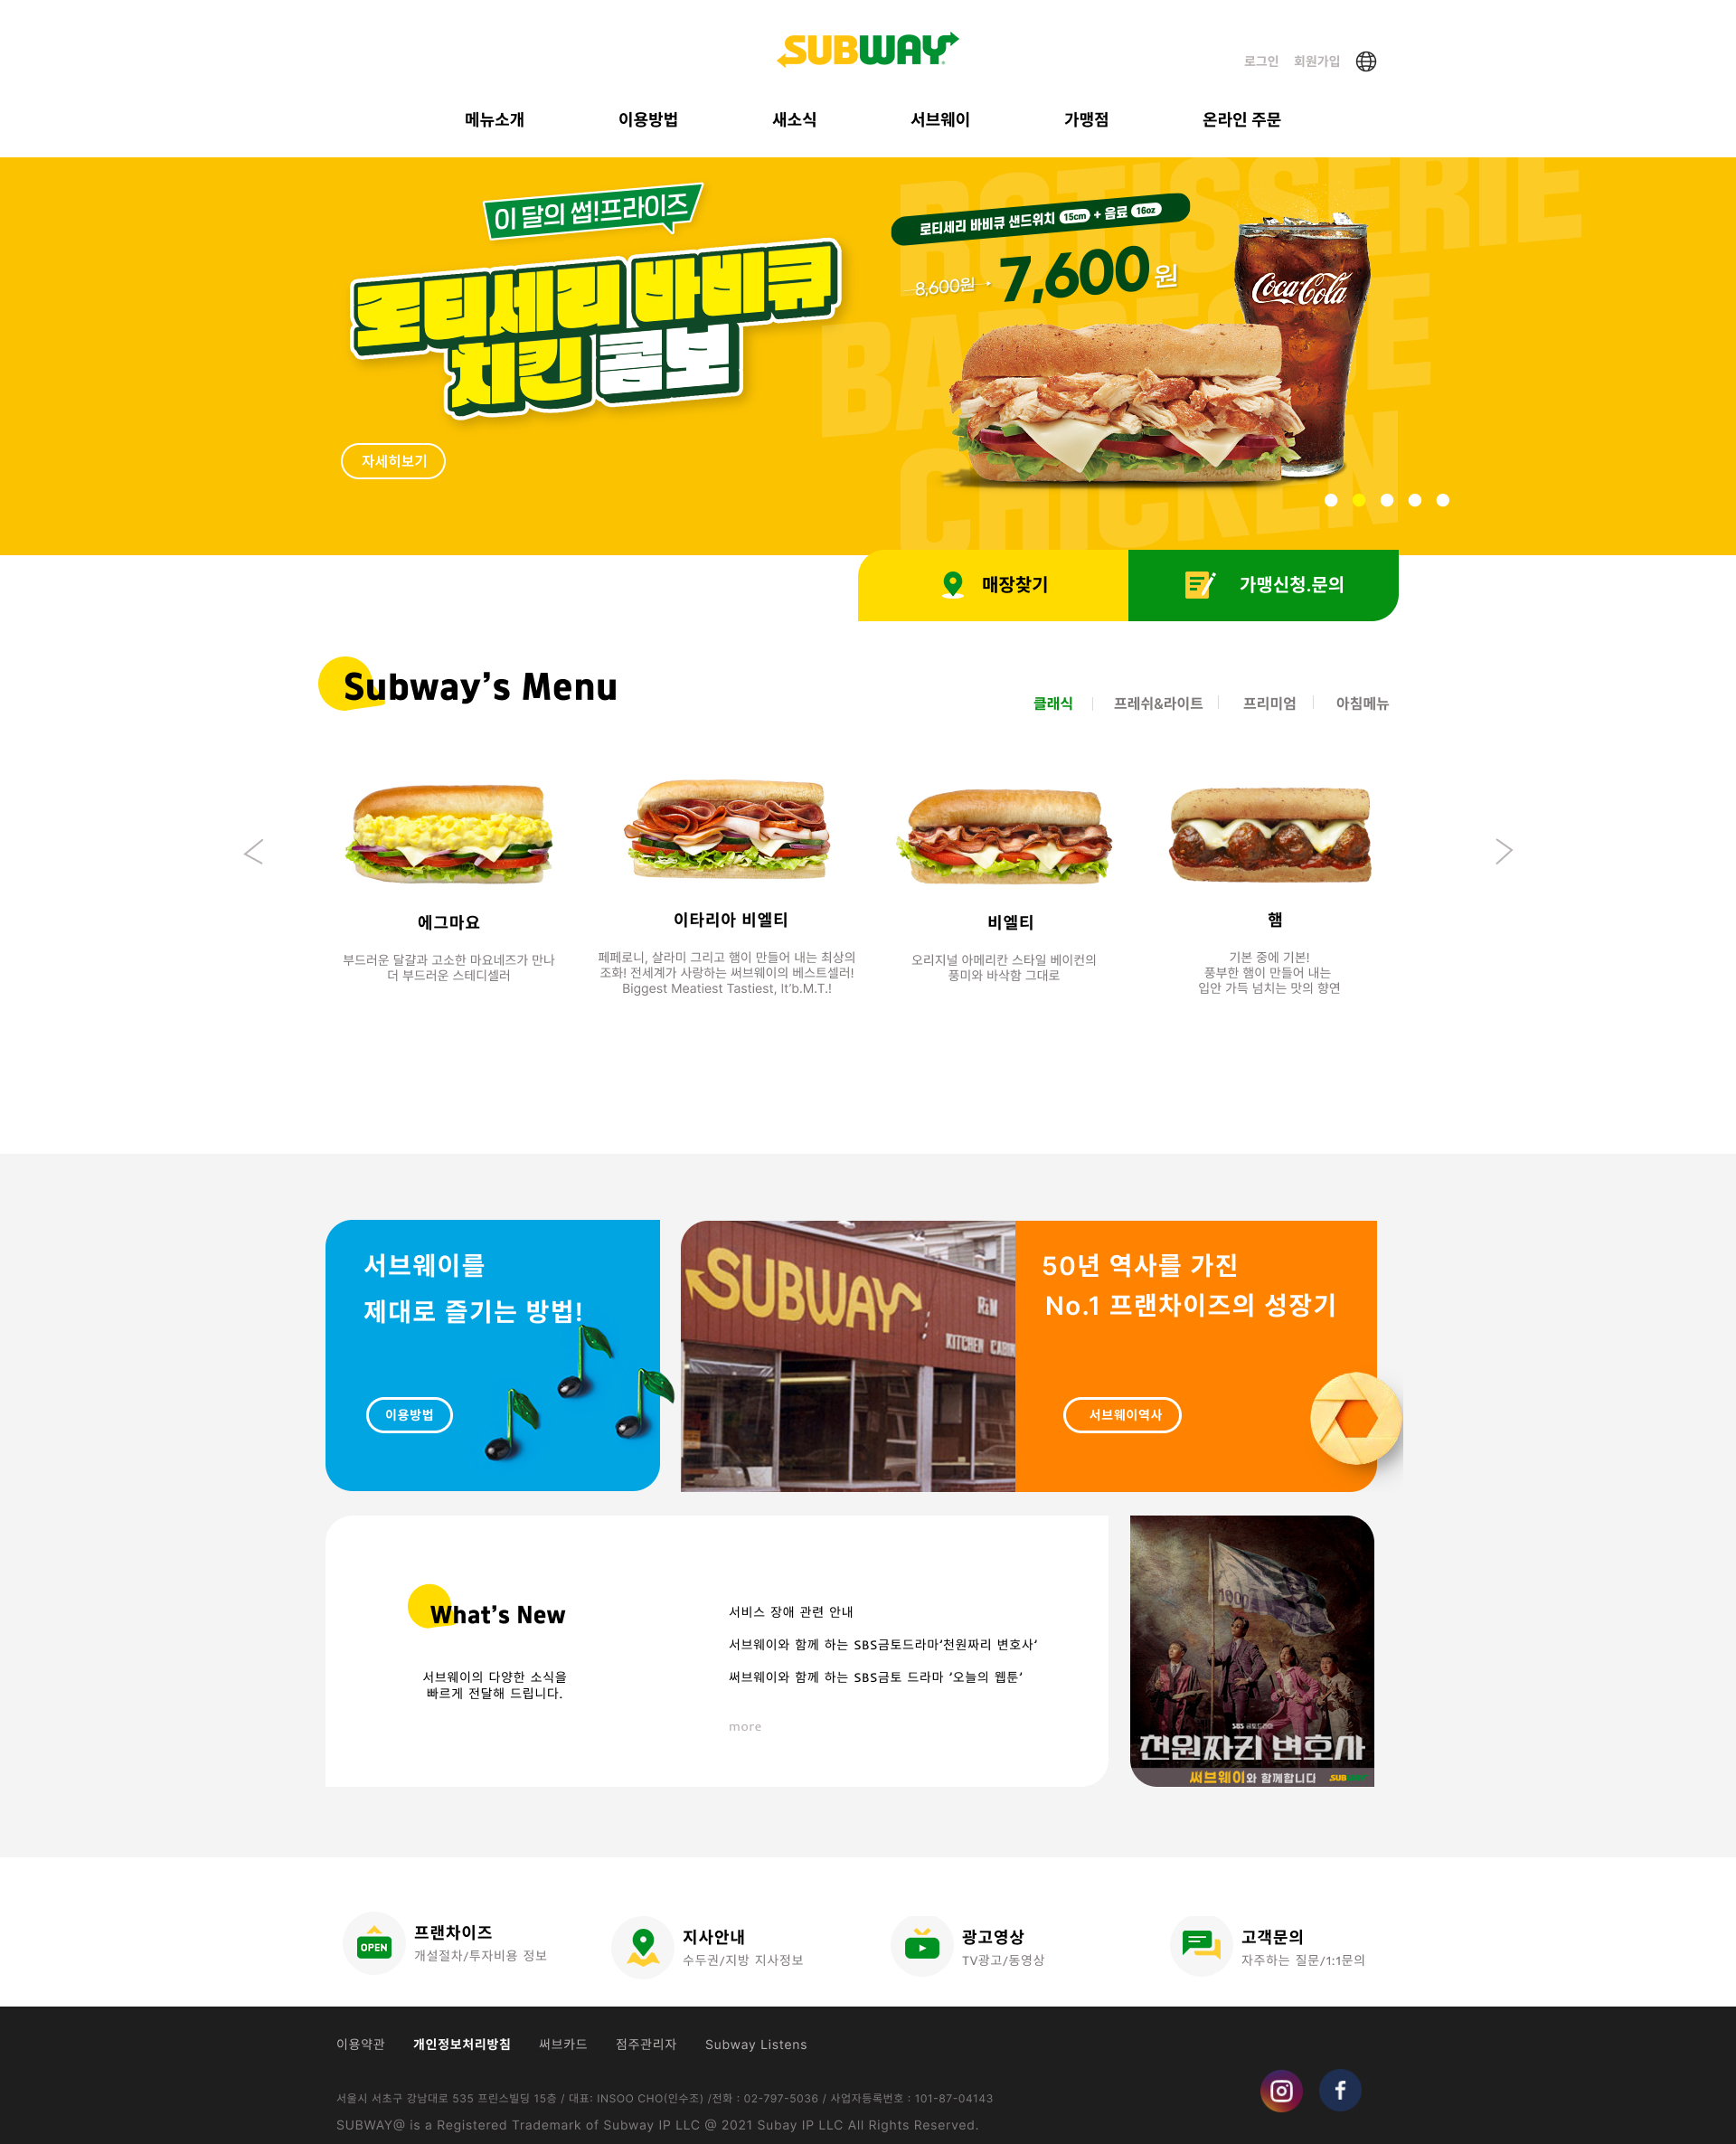 SUBWAY
로그인 회원가입
메뉴소개 이용방법 새소식 서브웨이 가맹점 온라인 주문
ROTISSERIE
BARBECUE
CHICKEN
이 달의 썹!프라이즈
로티세리 바비큐
치킨 콤보
로티세리 바비큐 샌드위치 15cm + 음료 16oz
8,600원 7,600원
Coca-Cola
자세히보기
매장찾기
가맹신청.문의
Subway's Menu
클래식 프레쉬&라이트 프리미엄 아침메뉴
에그마요
부드러운 달걀과 고소한 마요네즈가 만나
더 부드러운 스테디셀러
이타리아 비엘티
페페로니, 살라미 그리고 햄이 만들어 내는 최상의
조화! 전세계가 사랑하는 써브웨이의 베스트셀러!
Biggest Meatiest Tastiest, It'b.M.T.!
비엘티
오리지널 아메리칸 스타일 베이컨의
풍미와 바삭함 그대로
햄
기본 중에 기본!
풍부한 햄이 만들어 내는
입안 가득 넘치는 맛의 향연
서브웨이를
제대로 즐기는 방법!
이용방법
SUBWAY
R&N
KITCHEN CABIN
50년 역사를 가진
No.1 프랜차이즈의 성장기
서브웨이역사
What's New
서브웨이의 다양한 소식을
빠르게 전달해 드립니다.
서비스 장애 관련 안내
서브웨이와 함께 하는 SBS금토드라마‘천원짜리 변호사‘
써브웨이와 함께 하는 SBS금토 드라마 ‘오늘의 웹툰‘
more
1000
SBS 금토드라마
천원짜리 변호사
써브웨이와 함께합니다 SUBWAY
OPEN
프랜차이즈
개설절차/투자비용 정보
지사안내
수두권/지방 지사정보
광고영상
TV광고/동영상
고객문의
자주하는 질문/1:1문의
이용약관 개인정보처리방침 써브카드 점주관리자 Subway Listens
서울시 서초구 강남대로 535 프린스빌딩 15층 / 대표: INSOO CHO(인수조) /전화 : 02-797-5036 / 사업자등록번호 : 101-87-04143
SUBWAY@ is a Registered Trademark of Subway IP LLC @ 2021 Subay IP LLC All Rights Reserved.